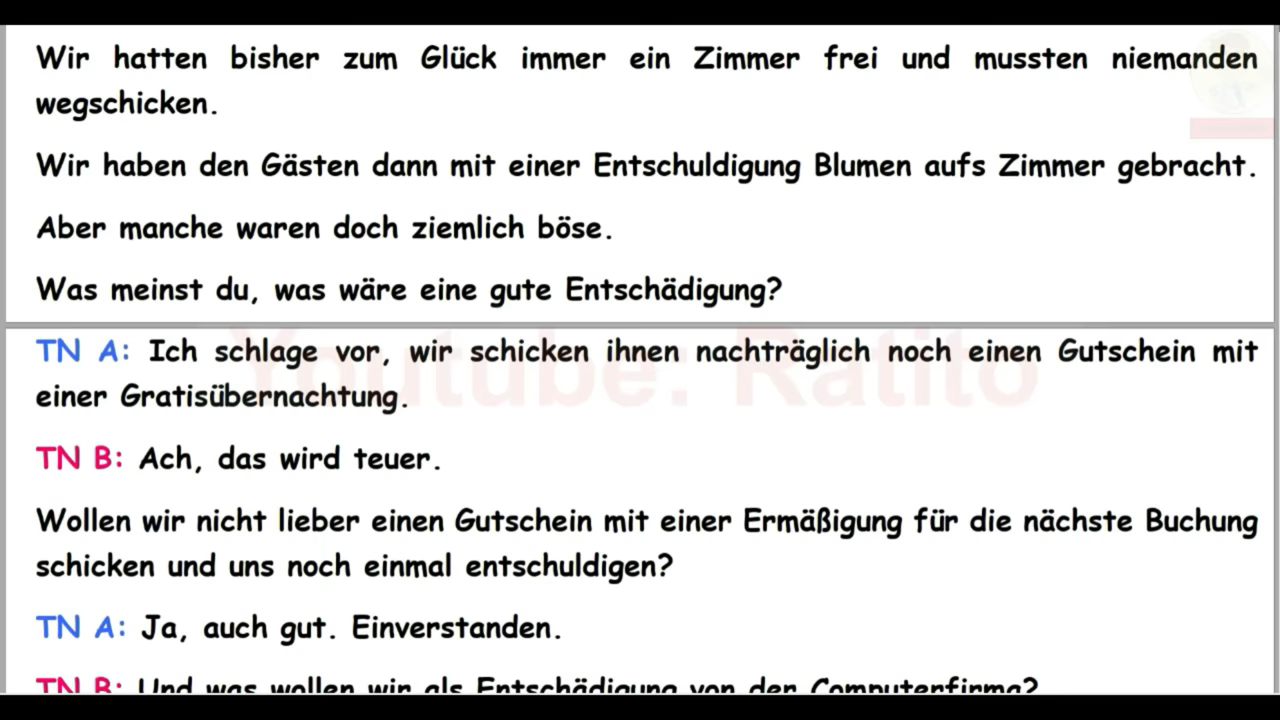 Wir hatten bisher zum Glück immer ein Zimmer frei und mussten niemanden
wegschicken.
Wir haben den Gästen dann mit einer Entschuldigung Blumen aufs Zimmer gebracht.
Aber manche waren doch ziemlich böse.
Was meinst du, was wäre eine gute Entschädigung?
Youtube: Ratito
TN A: Ich schlage vor, wir schicken ihnen nachträglich noch einen Gutschein mit
einer Gratisübernachtung.
TN B: Ach, das wird teuer.
Wollen wir nicht lieber einen Gutschein mit einer Ermäßigung für die nächste Buchung
schicken und uns noch einmal entschuldigen?
TN A: Ja, auch gut. Einverstanden.
TN B: Und was wollen wir als Entschädigung von der Computerfirma?